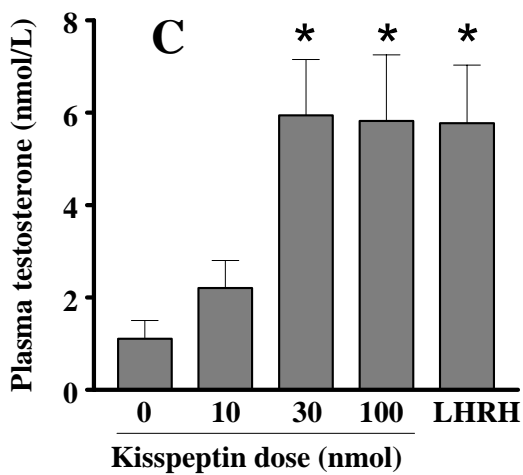 Plasma testosterone (nmol/L)
8
6
4
2
0
C
* * *
0 10 30 100 LHRH
Kisspeptin dose (nmol)